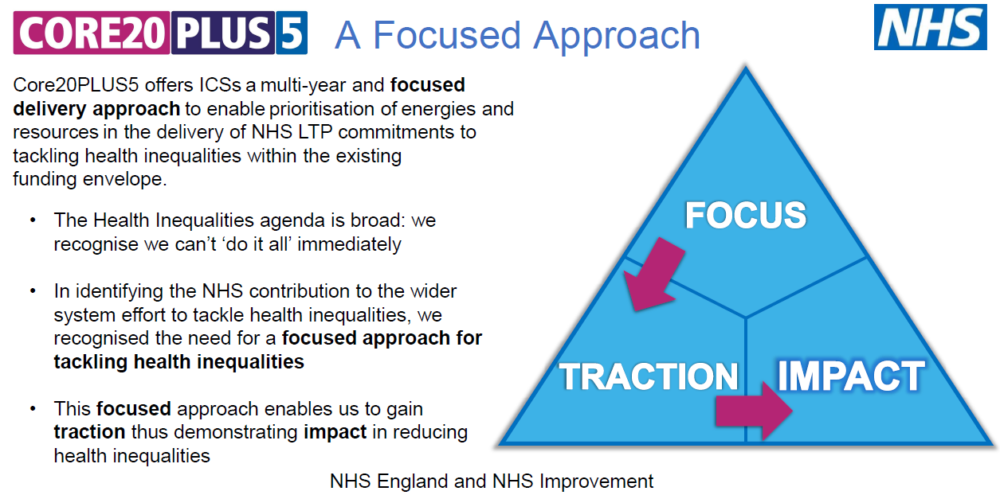 CORE20 PLUS 5 A Focused Approach
NHS
Core20PLUS5 offers ICSs a multi-year and focused
delivery approach to enable prioritisation of energies and
resources in the delivery of NHS LTP commitments to
tackling health inequalities within the existing
funding envelope.
• The Health Inequalities agenda is broad: we
recognise we can’t ‘do it all’ immediately
• In identifying the NHS contribution to the wider
system effort to tackle health inequalities, we
recognised the need for a focused approach for
tackling health inequalities
• This focused approach enables us to gain
traction thus demonstrating impact in reducing
health inequalities
FOCUS
TRACTION
IMPACT
NHS England and NHS Improvement